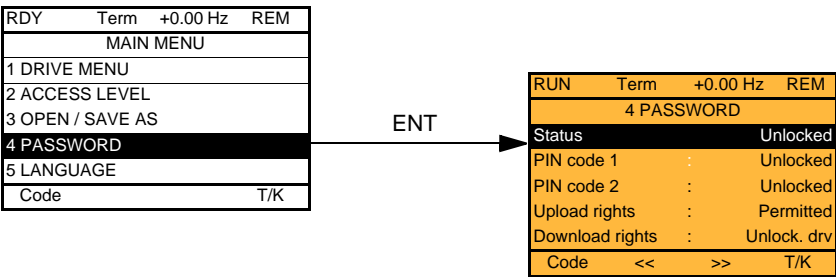 RDY Term +0.00 Hz REM
MAIN MENU
1 DRIVE MENU
2 ACCESS LEVEL
3 OPEN / SAVE AS
4 PASSWORD
5 LANGUAGE
Code T/K
ENT
RUN Term +0.00 Hz REM
4 PASSWORD
Status Unlocked
PIN code 1 : Unlocked
PIN code 2 : Unlocked
Upload rights : Permitted
Download rights : Unlock. drv
Code << >> T/K